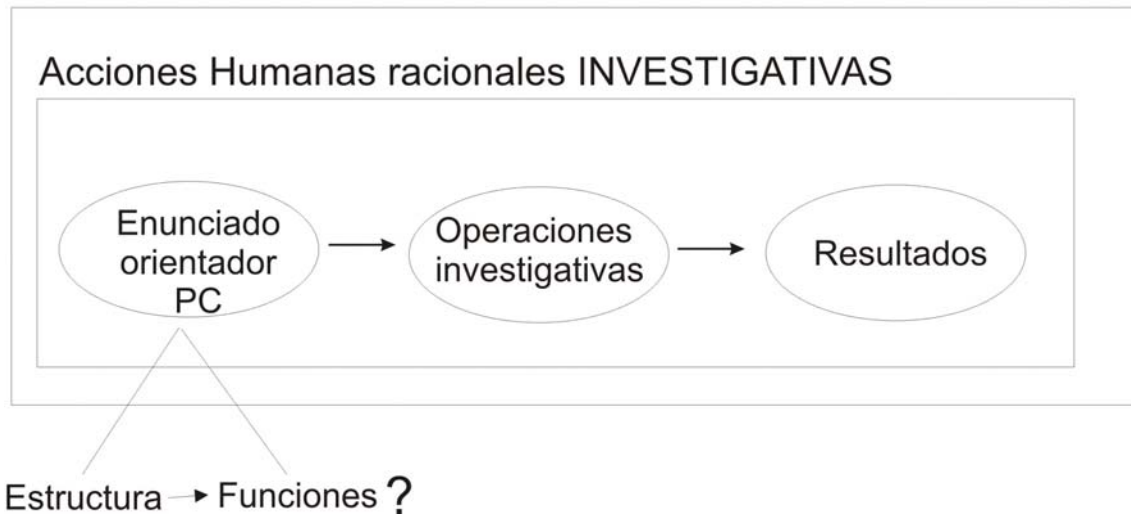 Acciones Humanas racionales INVESTIGATIVAS
Enunciado
orientador
PC
Operaciones
investigativas
Resultados
Estructura
Funciones ?